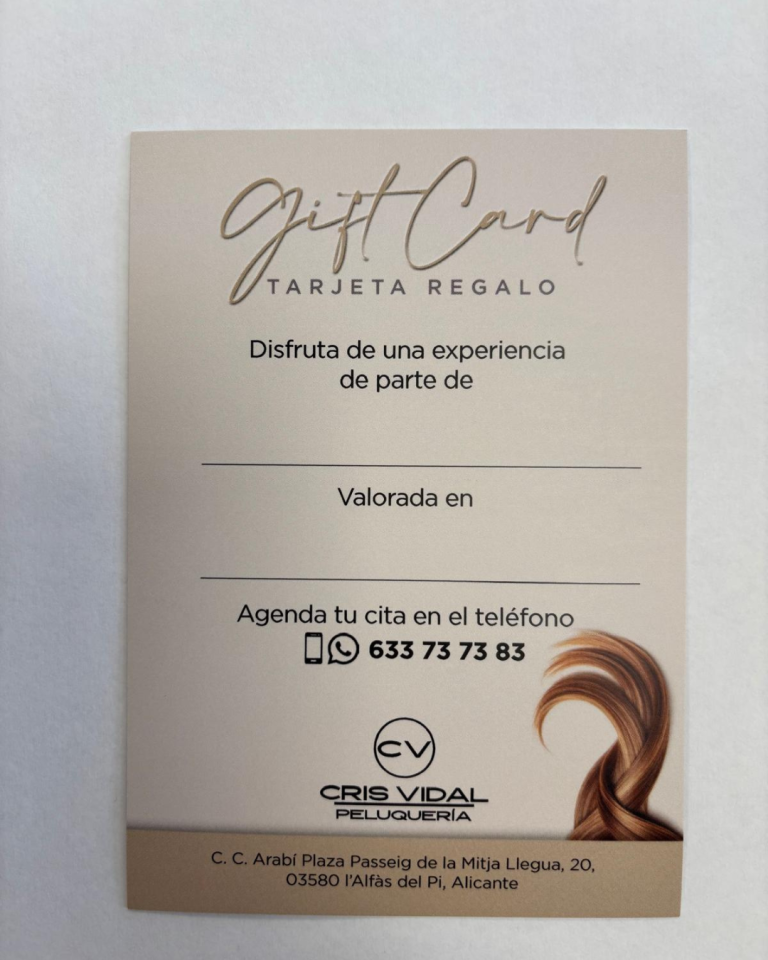 Gift Card
TARJETA REGALO
Disfruta de una experiencia
de parte de
Valorada en
Agenda tu cita en el teléfono
633 73 73 83
CV
CRIS VIDAL
PELUQUERÍA
C. C. Arabí Plaza Passeig de la Mitja Llegua, 20,
03580 l'Alfàs del Pi, Alicante